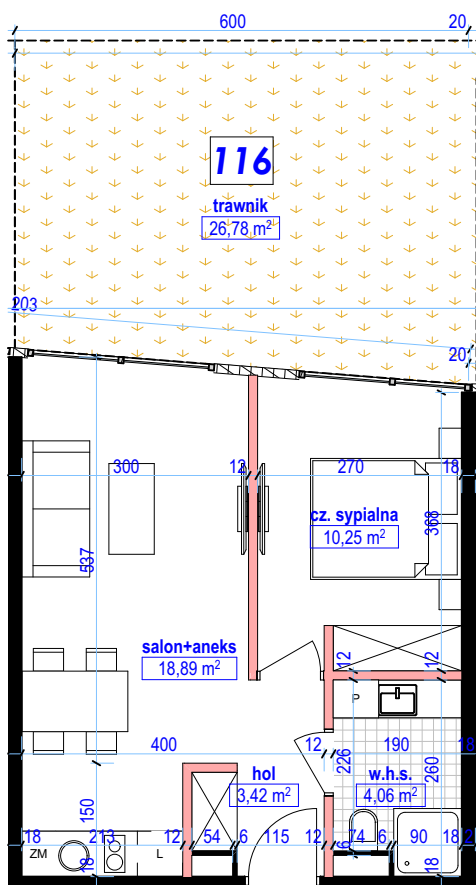 600 20
116
trawnik
26,78 m²
203
20
300 12 270 18
cz. sypialna
10,25 m²
368
537
salon+aneks
18,89 m²
12 12
400 12 190 18
hol
3,42 m²
w.h.s.
4,06 m²
226
260
150
18 213 12 54 6 115 12 74 6 90 18
ZM
L
18
6
18